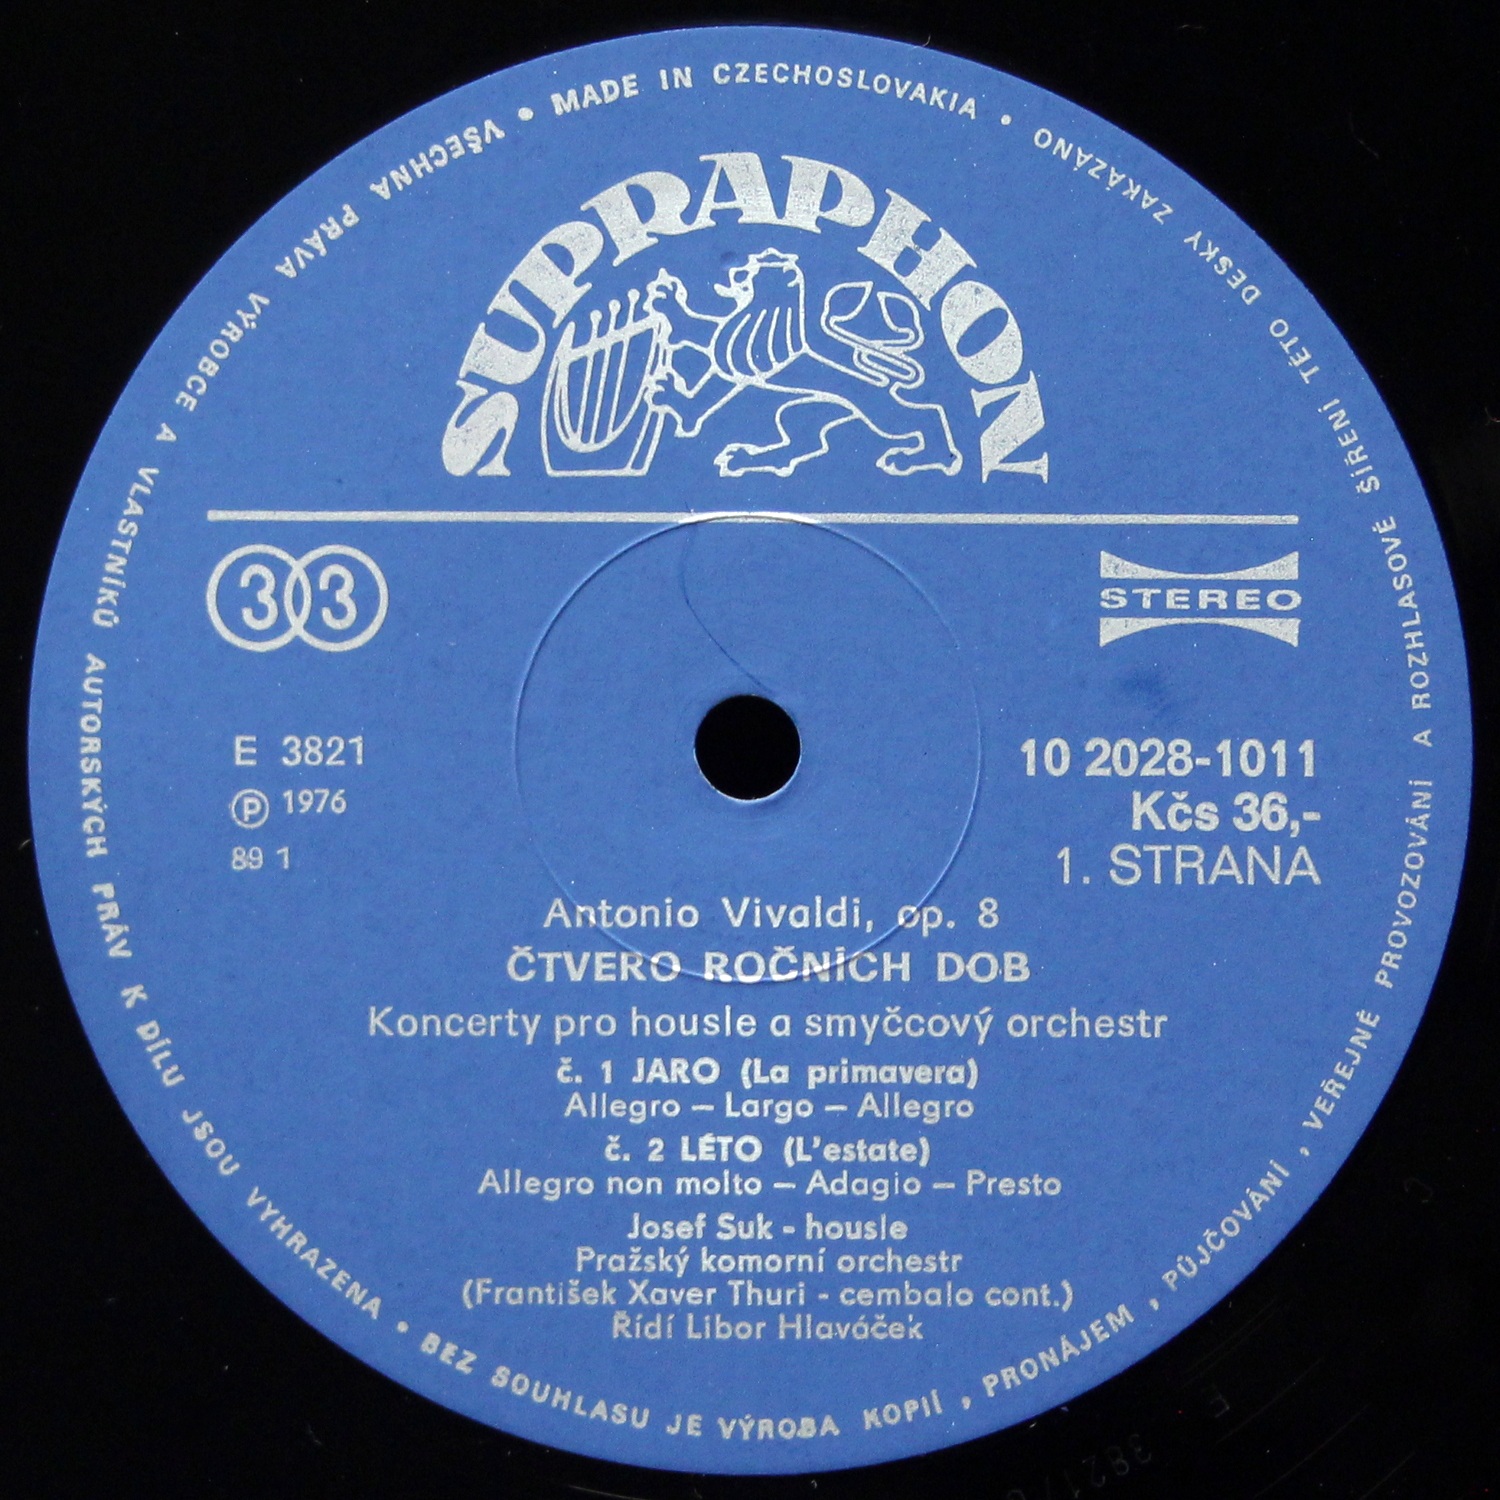 MADE IN CZECHOSLOVAKIA • VŠECHNA PRÁVA VÝROBCE A VLASTNÍKŮ AUTORSKÝCH PRÁV K DÍLU JSOU VYHRAZENA • BEZ SOUHLASU JE VÝROBA KOPIÍ, PRONÁJEM, PŮJČOVÁNÍ, VEŘEJNÉ PROVOZOVÁNÍ A ROZHLASOVÉ ŠÍŘENÍ TÉTO DESKY ZAKÁZÁNO •
SUPRAPHON
33
STEREO
E 3821
Ⓟ 1976
89 1
10 2028-1011
Kčs 36,-
1. STRANA
Antonio Vivaldi, op. 8
ČTVERO ROČNÍCH DOB
Koncerty pro housle a smyčcový orchestr
č. 1 JARO (La primavera)
Allegro – Largo – Allegro
č. 2 LÉTO (L'estate)
Allegro non molto – Adagio – Presto
Josef Suk - housle
Pražský komorní orchestr
(František Xaver Thuri - cembalo cont.)
Řídí Libor Hlaváček